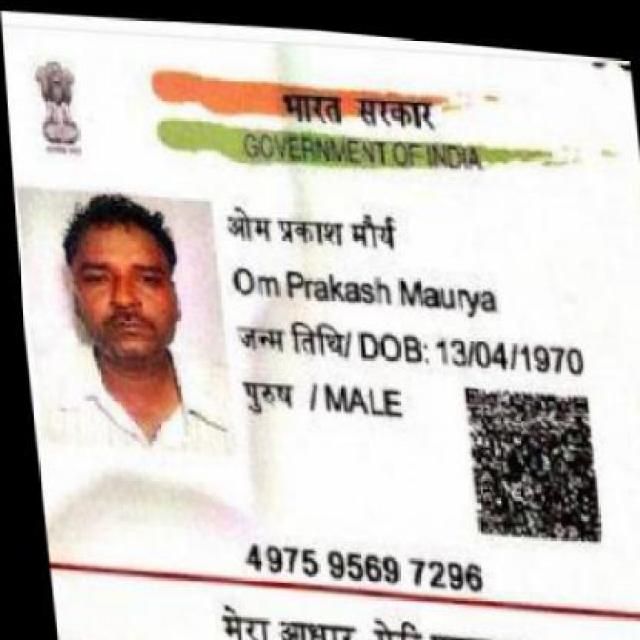 भारत सरकार
GOVERNMENT OF INDIA
ओम प्रकाश मौर्य
Om Prakash Maurya
जन्म तिथि/ DOB: 13/04/1970
पुरुष / MALE
4975 9569 7296
मेरा आधार, मेरी